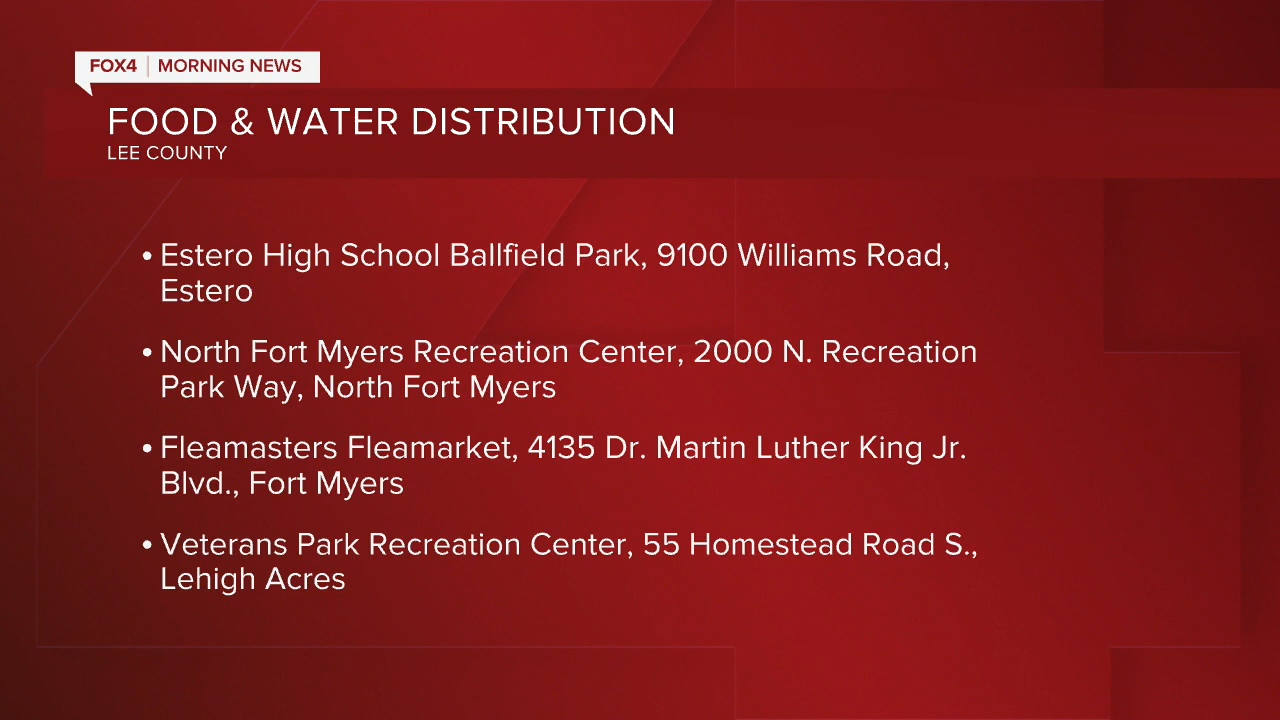 FOX4 | MORNING NEWS
FOOD & WATER DISTRIBUTION
LEE COUNTY
• Estero High School Ballfield Park, 9100 Williams Road,
Estero
• North Fort Myers Recreation Center, 2000 N. Recreation
Park Way, North Fort Myers
• Fleamasters Fleamarket, 4135 Dr. Martin Luther King Jr.
Blvd., Fort Myers
• Veterans Park Recreation Center, 55 Homestead Road S.,
Lehigh Acres